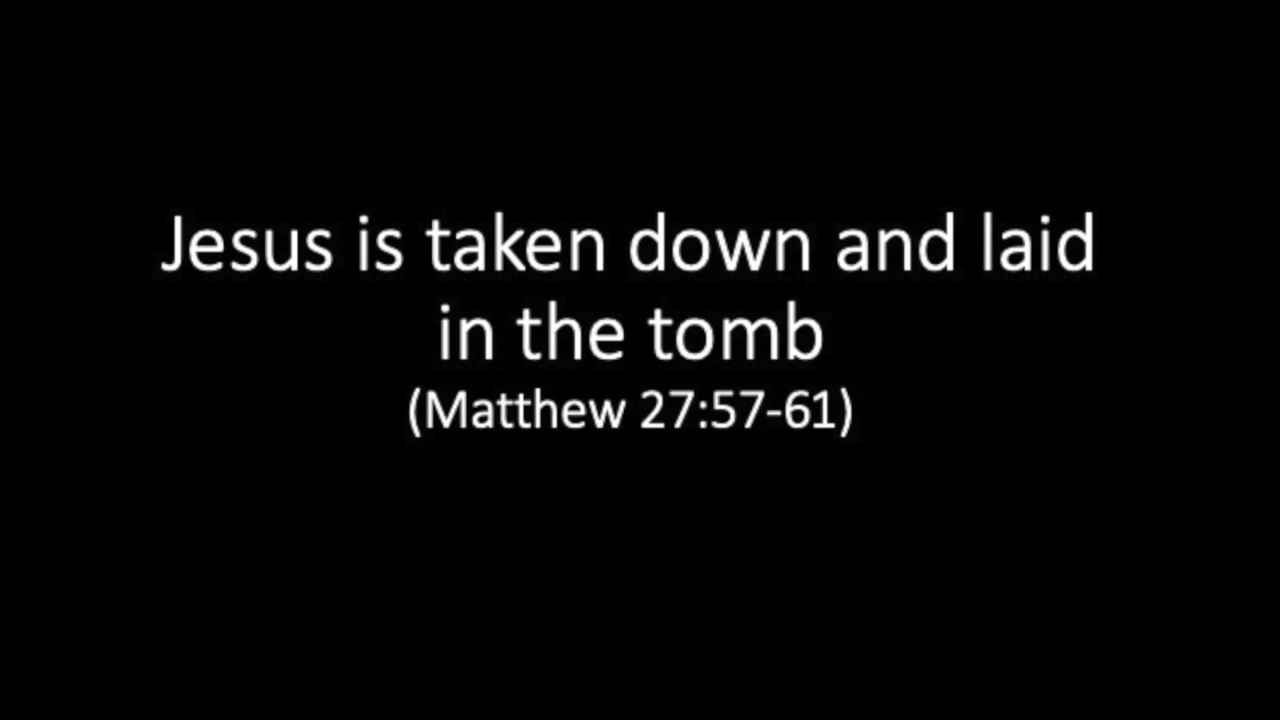 Jesus is taken down and laid
in the tomb
(Matthew 27:57-61)